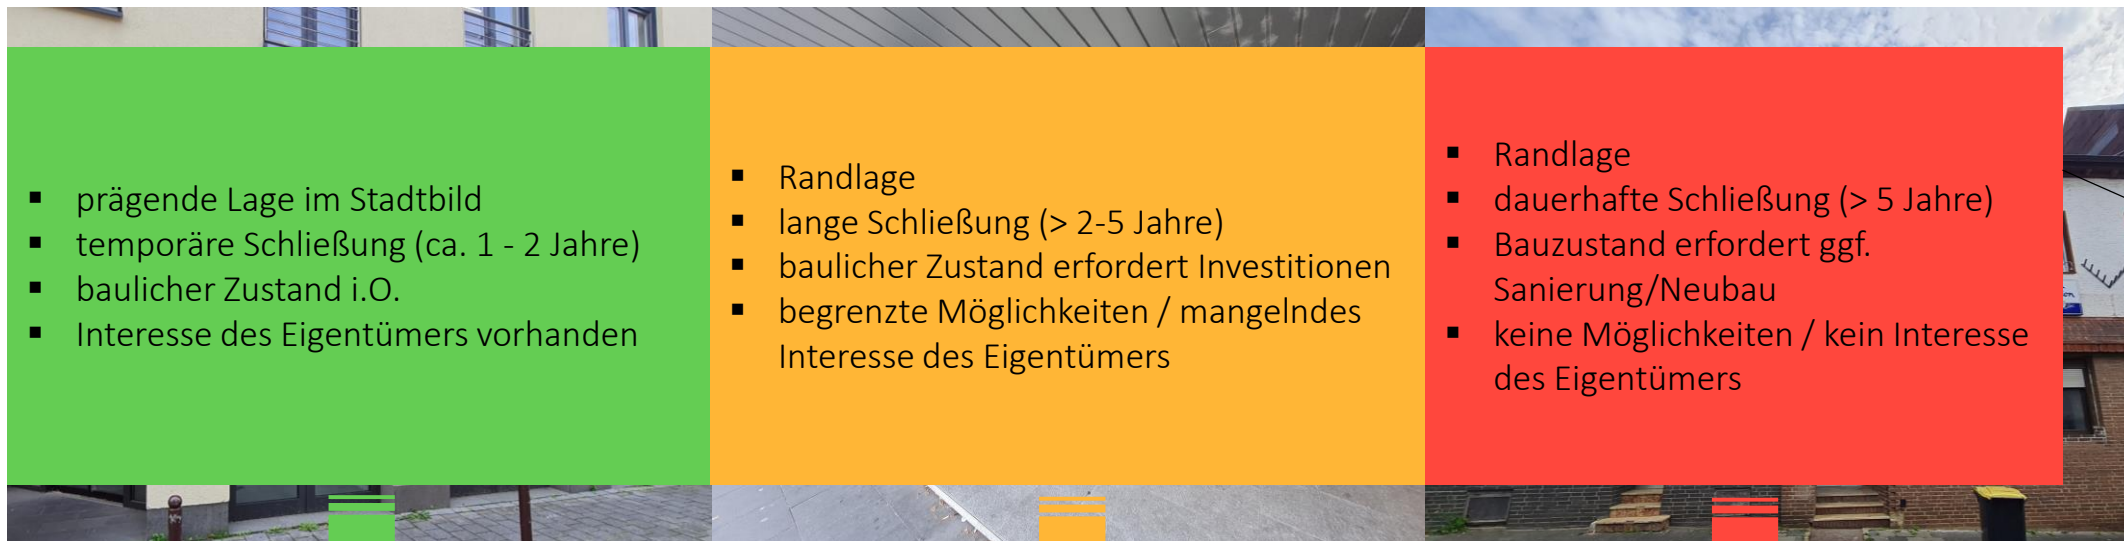 ▪ prägende Lage im Stadtbild
▪ temporäre Schließung (ca. 1 - 2 Jahre)
▪ baulicher Zustand i.O.
▪ Interesse des Eigentümers vorhanden
▪ Randlage
▪ lange Schließung (> 2-5 Jahre)
▪ baulicher Zustand erfordert Investitionen
▪ begrenzte Möglichkeiten / mangelndes
Interesse des Eigentümers
▪ Randlage
▪ dauerhafte Schließung (> 5 Jahre)
▪ Bauzustand erfordert ggf.
Sanierung/Neubau
▪ keine Möglichkeiten / kein Interesse
des Eigentümers